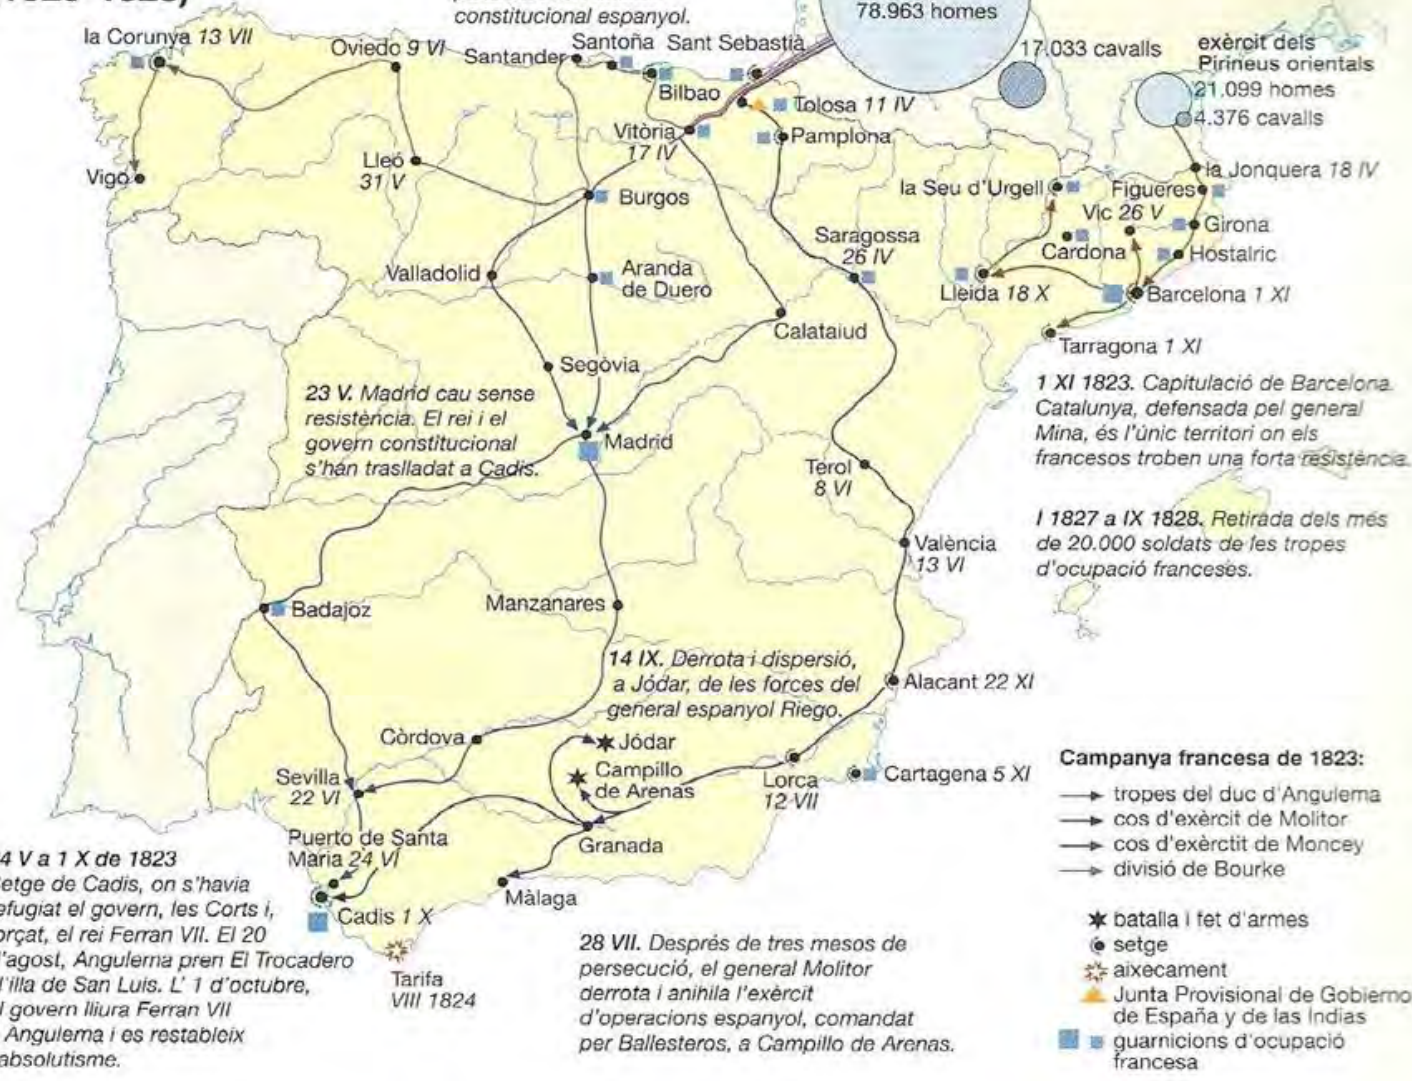 constitucional espanyol.
78.963 homes
17.033 cavalls
exèrcit dels
Pirineus orientals
21.099 homes
4.376 cavalls
la Corunya 13 VII
Oviedo 9 VI
Santander
Santoña
Sant Sebastià
Bilbao
Tolosa 11 IV
Vitòria
17 IV
Pamplona
Vigo
Lleó
31 V
Burgos
la Jonquera 18 IV
la Seu d'Urgell
Figueres
Vic 26 V
Girona
Cardona
Hostalric
Saragossa
26 IV
Lleida 18 X
Barcelona 1 XI
Valladolid
Aranda
de Duero
Calataiud
Tarragona 1 XI
Segòvia
23 V. Madrid cau sense
resistència. El rei i el
govern constitucional
s'han traslladat a Cadis.
Madrid
1 XI 1823. Capitulació de Barcelona.
Catalunya, defensada pel general
Mina, és l'únic territori on els
francesos troben una forta resistència.
Terol
8 VI
I 1827 a IX 1828. Retirada dels més
de 20.000 soldats de les tropes
d'ocupació franceses.
València
13 VI
Badajoz
Manzanares
14 IX. Derrota i dispersió,
a Jódar, de les forces del
general espanyol Riego.
Alacant 22 XI
Còrdova
Jódar
Campillo
de Arenas
Sevilla
22 VI
Lorca
12 VII
Cartagena 5 XI
Puerto de Santa
Maria 24 VI
Granada
Màlaga
Cadis 1 X
Tarifa
VIII 1824
4 V a 1 X de 1823
etge de Cadis, on s'havia
efugiat el govern, les Corts i,
orçat, el rei Ferran VII. El 20
'agost, Angulema pren El Trocadero
l'illa de San Luis. L' 1 d'octubre,
l govern lliura Ferran VII
Angulema i es restableix
absolutisme.
28 VII. Després de tres mesos de
persecució, el general Molitor
derrota i anihila l'exèrcit
d'operacions espanyol, comandat
per Ballesteros, a Campillo de Arenas.
Campanya francesa de 1823:
tropes del duc d'Angulema
cos d'exèrcit de Molitor
cos d'exèrctit de Moncey
divisió de Bourke
batalla i fet d'armes
setge
aixecament
Junta Provisional de Gobierno
de España y de las Indias
guarnicions d'ocupació
francesa